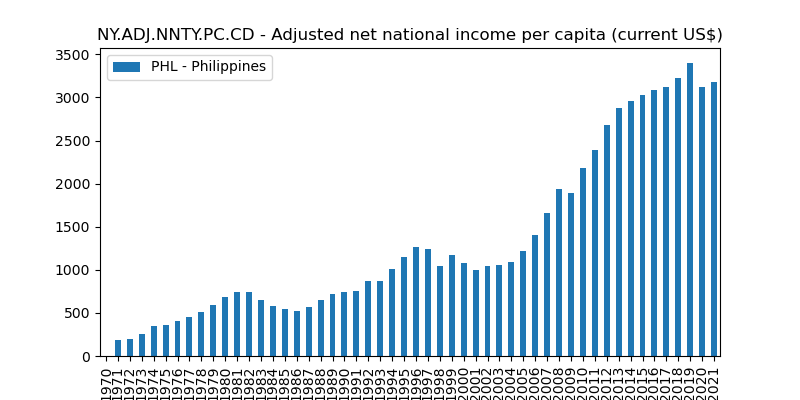 NY.ADJ.NNTY.PC.CD - Adjusted net national income per capita (current US$)
PHL - Philippines
3500
3000
2500
2000
1500
1000
500
0
1970 1971 1972 1973 1974 1975 1976 1977 1978 1979 1980 1981 1982 1983 1984 1985 1986 1987 1988 1989 1990 1991 1992 1993 1994 1995 1996 1997 1998 1999 2000 2001 2002 2003 2004 2005 2006 2007 2008 2009 2010 2011 2012 2013 2014 2015 2016 2017 2018 2019 2020 2021